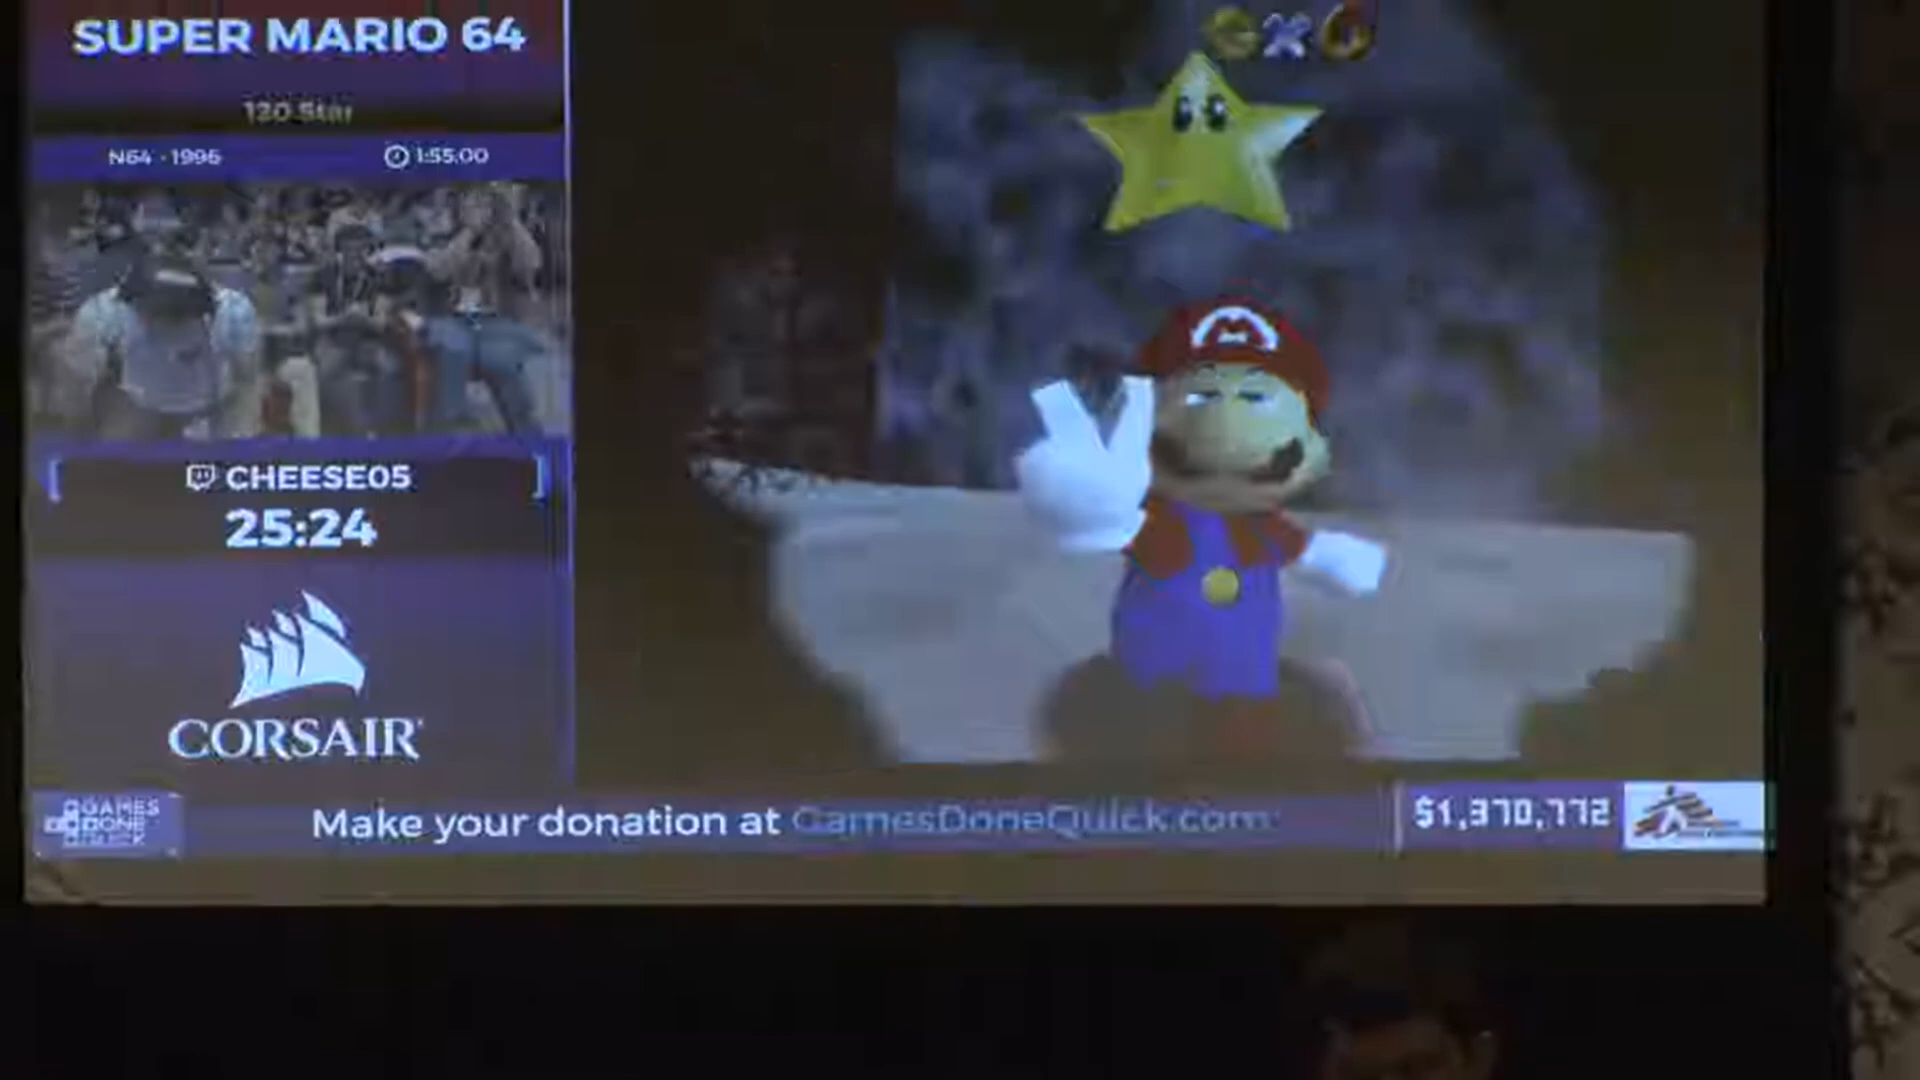 SUPER MARIO 64
120 Star
N64 - 1996
1:55:00
CHEESE05
25:24
CORSAIR
GAMES
DONE
QUICK
Make your donation at GamesDoneQuick.com
$1,370,772